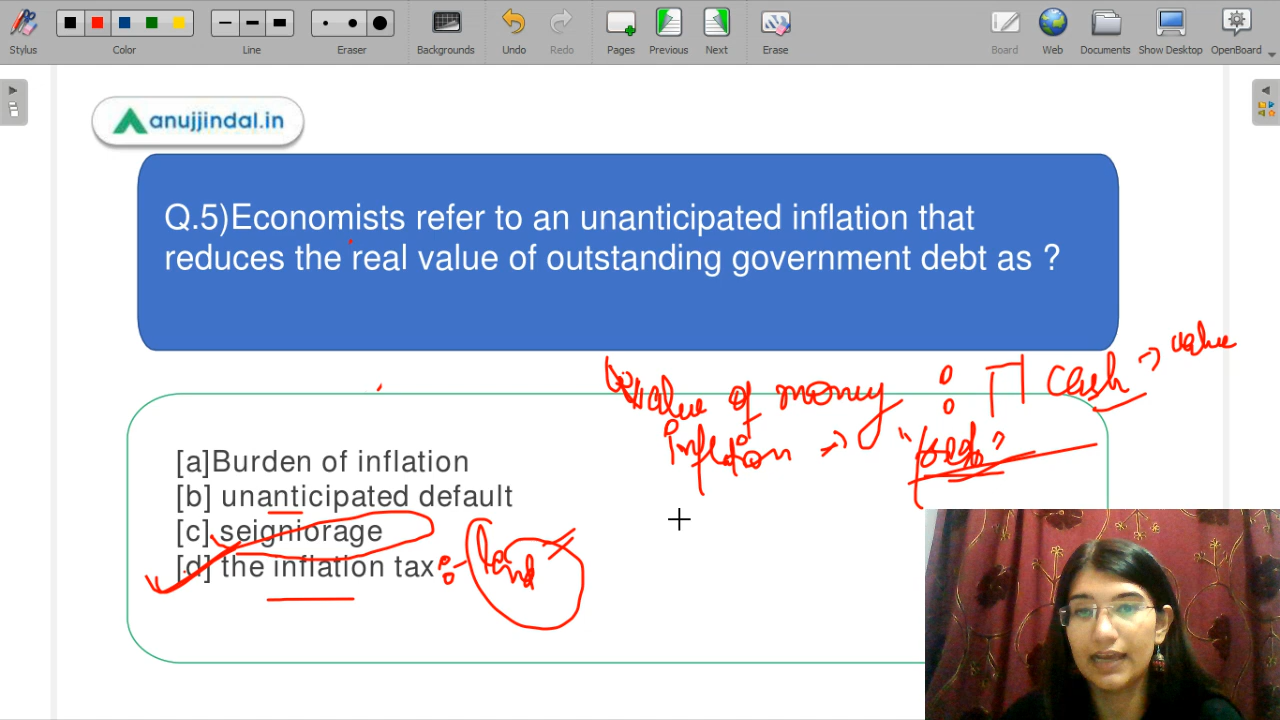 Stylus Color Line Eraser Backgrounds Undo Redo Pages Previous Next Erase Board Web Documents Show Desktop OpenBoard
anujjindal.in
Q.5)Economists refer to an unanticipated inflation that
reduces the real value of outstanding government debt as ?
value of money : cash → value
Inflation →
[a]Burden of inflation
[b] unanticipated default
[c] seigniorage
[d] the inflation tax :- lend